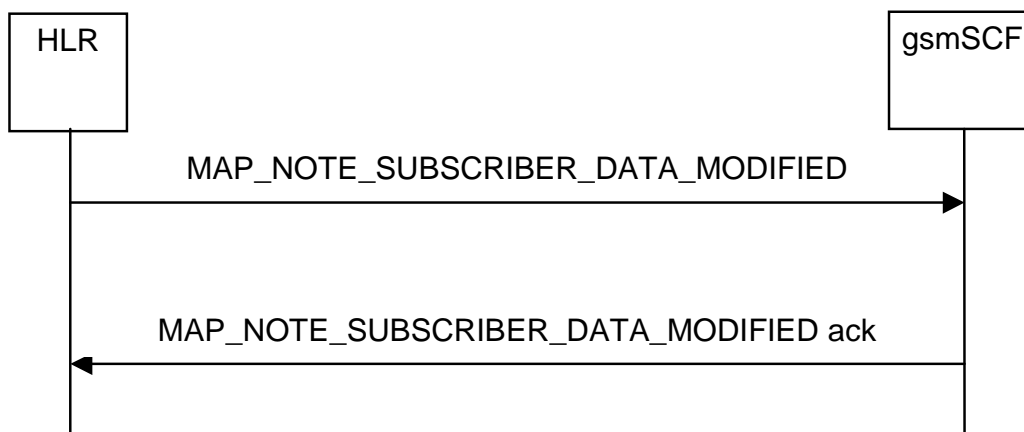 HLR
gsmSCF
MAP_NOTE_SUBSCRIBER_DATA_MODIFIED
MAP_NOTE_SUBSCRIBER_DATA_MODIFIED ack